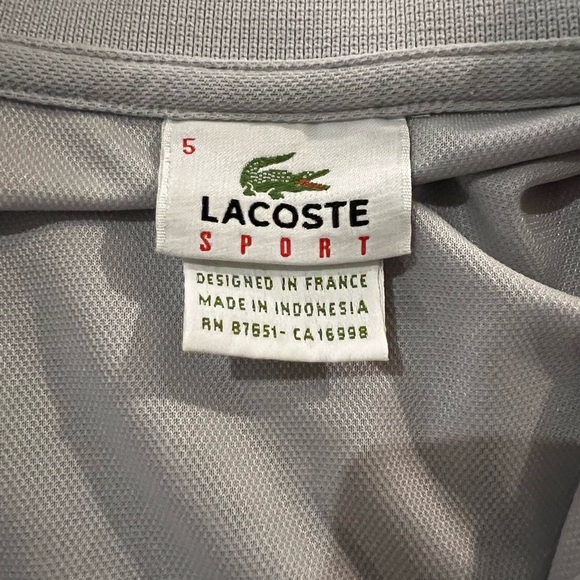 5
LACOSTE
SPORT
DESIGNED IN FRANCE
MADE IN INDONESIA
RN 87651- CA16998